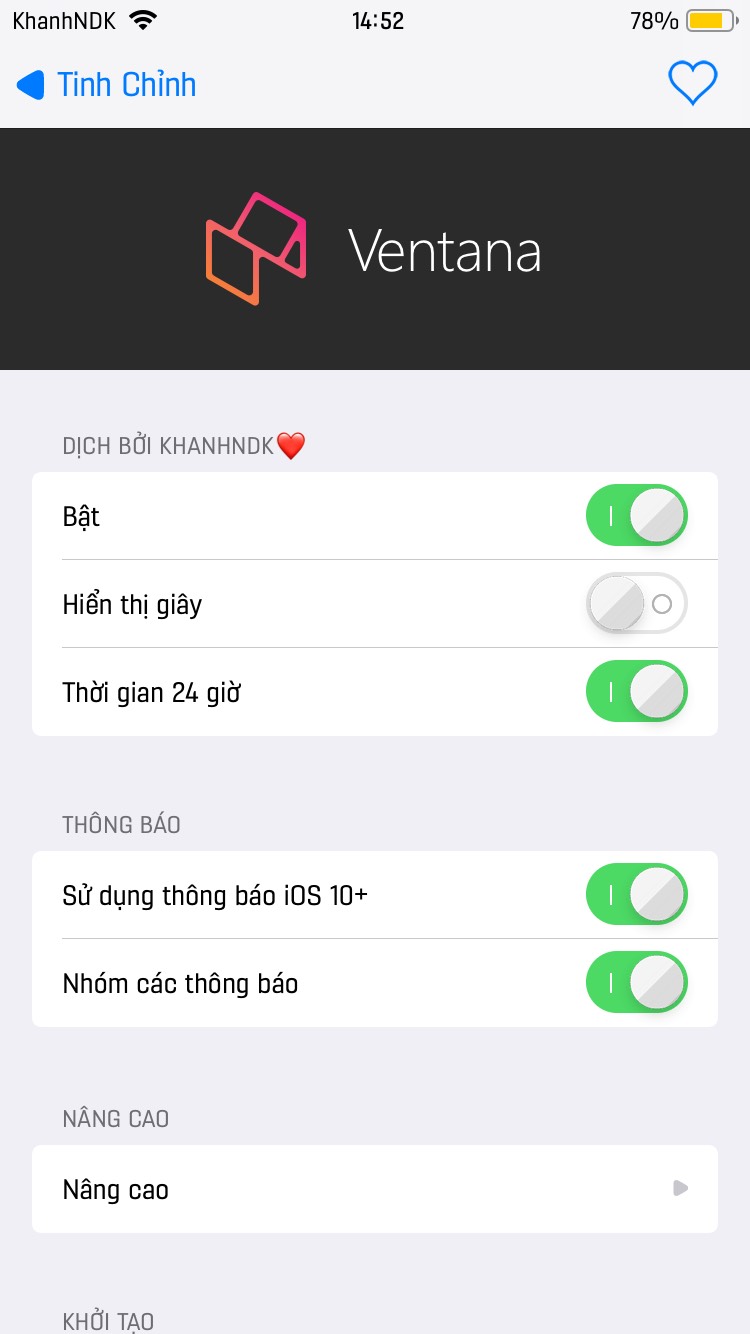 KhanhNDK 14:52 78%
Tinh Chỉnh
Ventana
DỊCH BỞI KHANHNDK❤️
Bật
Hiển thị giây
Thời gian 24 giờ
THÔNG BÁO
Sử dụng thông báo iOS 10+
Nhóm các thông báo
NÂNG CAO
Nâng cao
KHỞI TẠO